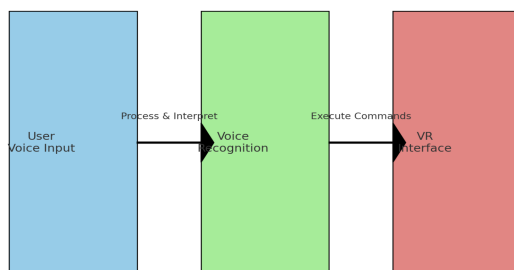 User
Voice Input
Process & Interpret
Voice
Recognition
Execute Commands
VR
Interface